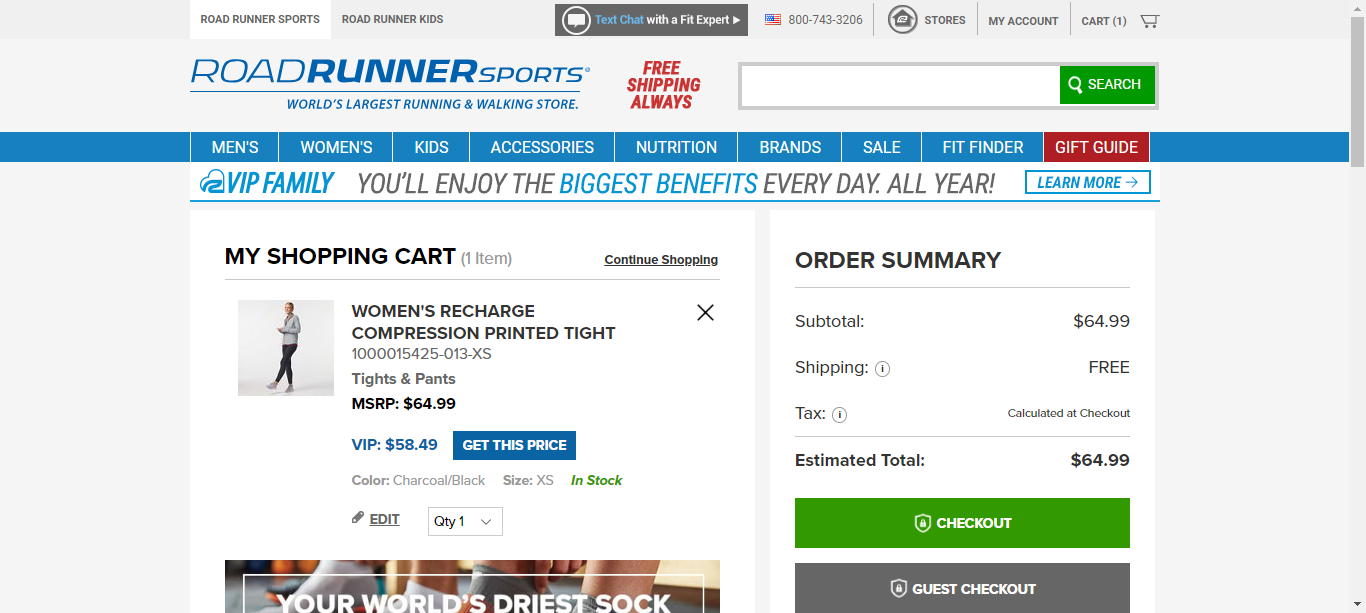 ROAD RUNNER SPORTS
ROAD RUNNER KIDS
Text Chat with a Fit Expert
800-743-3206
STORES
MY ACCOUNT
CART (1)
ROADRUNNERSPORTS
WORLD'S LARGEST RUNNING & WALKING STORE.
FREE
SHIPPING
ALWAYS
SEARCH
MEN'S
WOMEN'S
KIDS
ACCESSORIES
NUTRITION
BRANDS
SALE
FIT FINDER
GIFT GUIDE
VIP FAMILY YOU'LL ENJOY THE BIGGEST BENEFITS EVERY DAY. ALL YEAR!
LEARN MORE →
MY SHOPPING CART (1 Item)
Continue Shopping
WOMEN'S RECHARGE
COMPRESSION PRINTED TIGHT
1000015425-013-XS
Tights & Pants
MSRP: $64.99
VIP: $58.49
GET THIS PRICE
Color: Charcoal/Black Size: XS In Stock
EDIT
Qty 1
YOUR WORLD'S DRIEST SOCK
ORDER SUMMARY
Subtotal: $64.99
Shipping: FREE
Tax: Calculated at Checkout
Estimated Total: $64.99
CHECKOUT
GUEST CHECKOUT